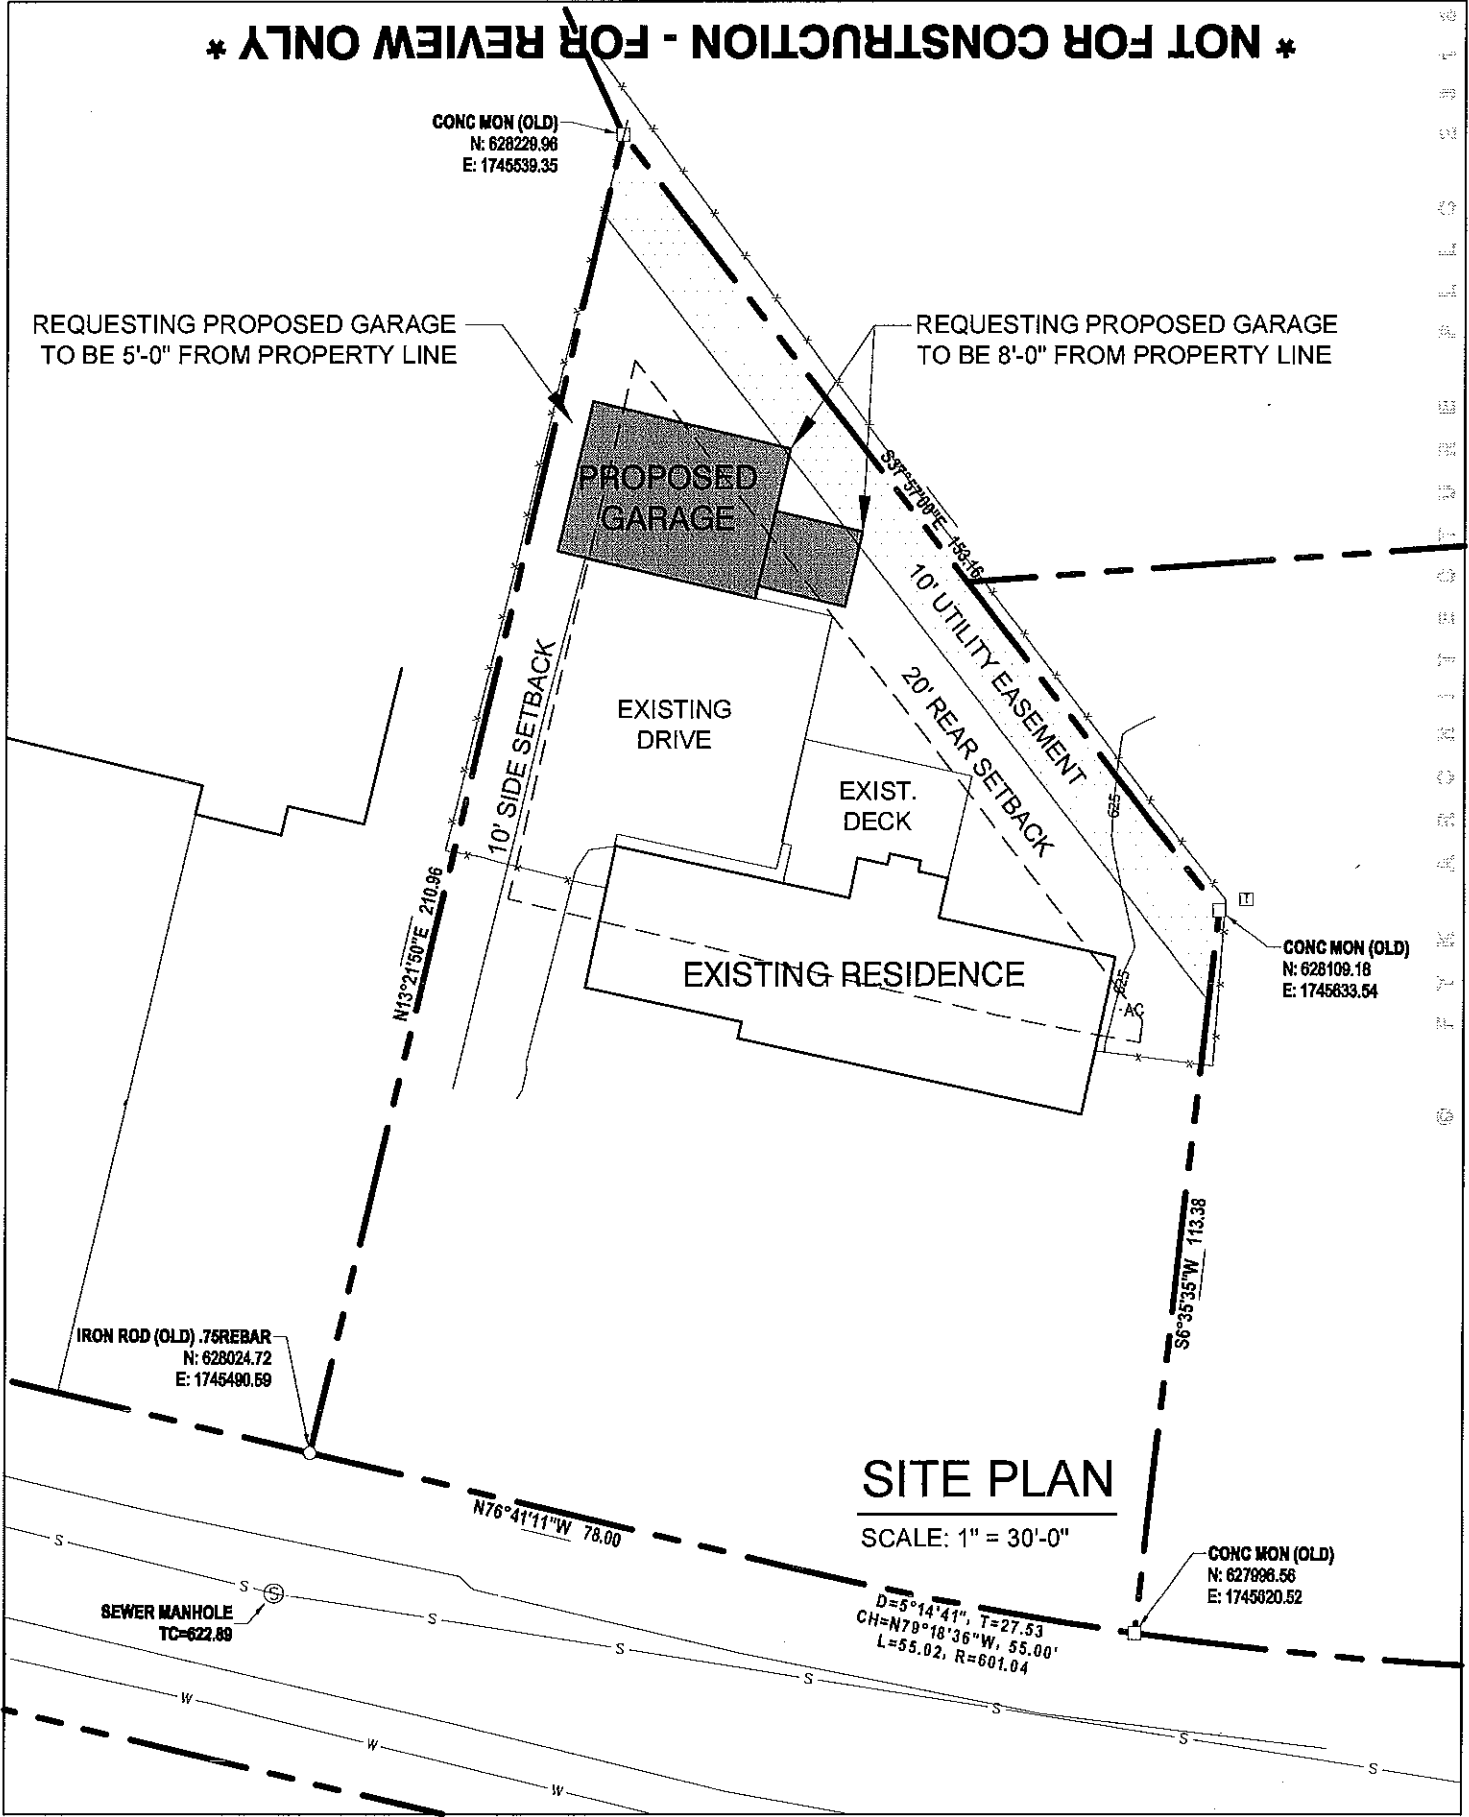 * NOT FOR CONSTRUCTION - FOR REVIEW ONLY *
CONC MON (OLD)
N: 628229.96
E: 1745539.35
REQUESTING PROPOSED GARAGE
TO BE 5'-0" FROM PROPERTY LINE
REQUESTING PROPOSED GARAGE
TO BE 8'-0" FROM PROPERTY LINE
PROPOSED
GARAGE
S37°57'00"E 153.16
10' UTILITY EASEMENT
20' REAR SETBACK
10' SIDE SETBACK
EXISTING
DRIVE
EXIST.
DECK
625
N13°21'50"E 210.96
EXISTING RESIDENCE
625
AC
T
CONC MON (OLD)
N: 628109.18
E: 1745633.54
S6°35'35"W 113.38
IRON ROD (OLD) .75REBAR
N: 628024.72
E: 1745490.59
SITE PLAN
SCALE: 1" = 30'-0"
N76°41'11"W 78.00
CONC MON (OLD)
N: 627996.56
E: 1745620.52
D=5°14'41", T=27.53
CH=N79°18'36"W, 55.00'
L=55.02, R=601.04
SEWER MANHOLE
TC=622.89
S
S
S
S
S
S
S
S
S
W
W
W